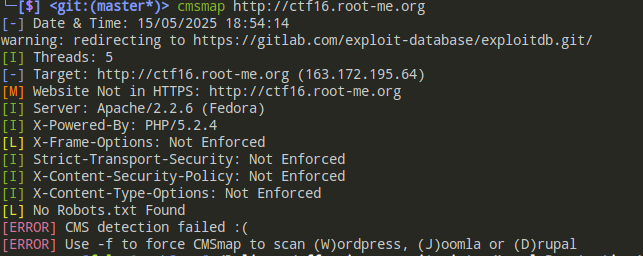 └─[$] <git:(master*)> cmsmap http://ctf16.root-me.org
[-] Date & Time: 15/05/2025 18:54:14
warning: redirecting to https://gitlab.com/exploit-database/exploitdb.git/
[I] Threads: 5
[-] Target: http://ctf16.root-me.org (163.172.195.64)
[M] Website Not in HTTPS: http://ctf16.root-me.org
[I] Server: Apache/2.2.6 (Fedora)
[I] X-Powered-By: PHP/5.2.4
[L] X-Frame-Options: Not Enforced
[I] Strict-Transport-Security: Not Enforced
[I] X-Content-Security-Policy: Not Enforced
[I] X-Content-Type-Options: Not Enforced
[L] No Robots.txt Found
[ERROR] CMS detection failed :(
[ERROR] Use -f to force CMSmap to scan (W)ordpress, (J)oomla or (D)rupal